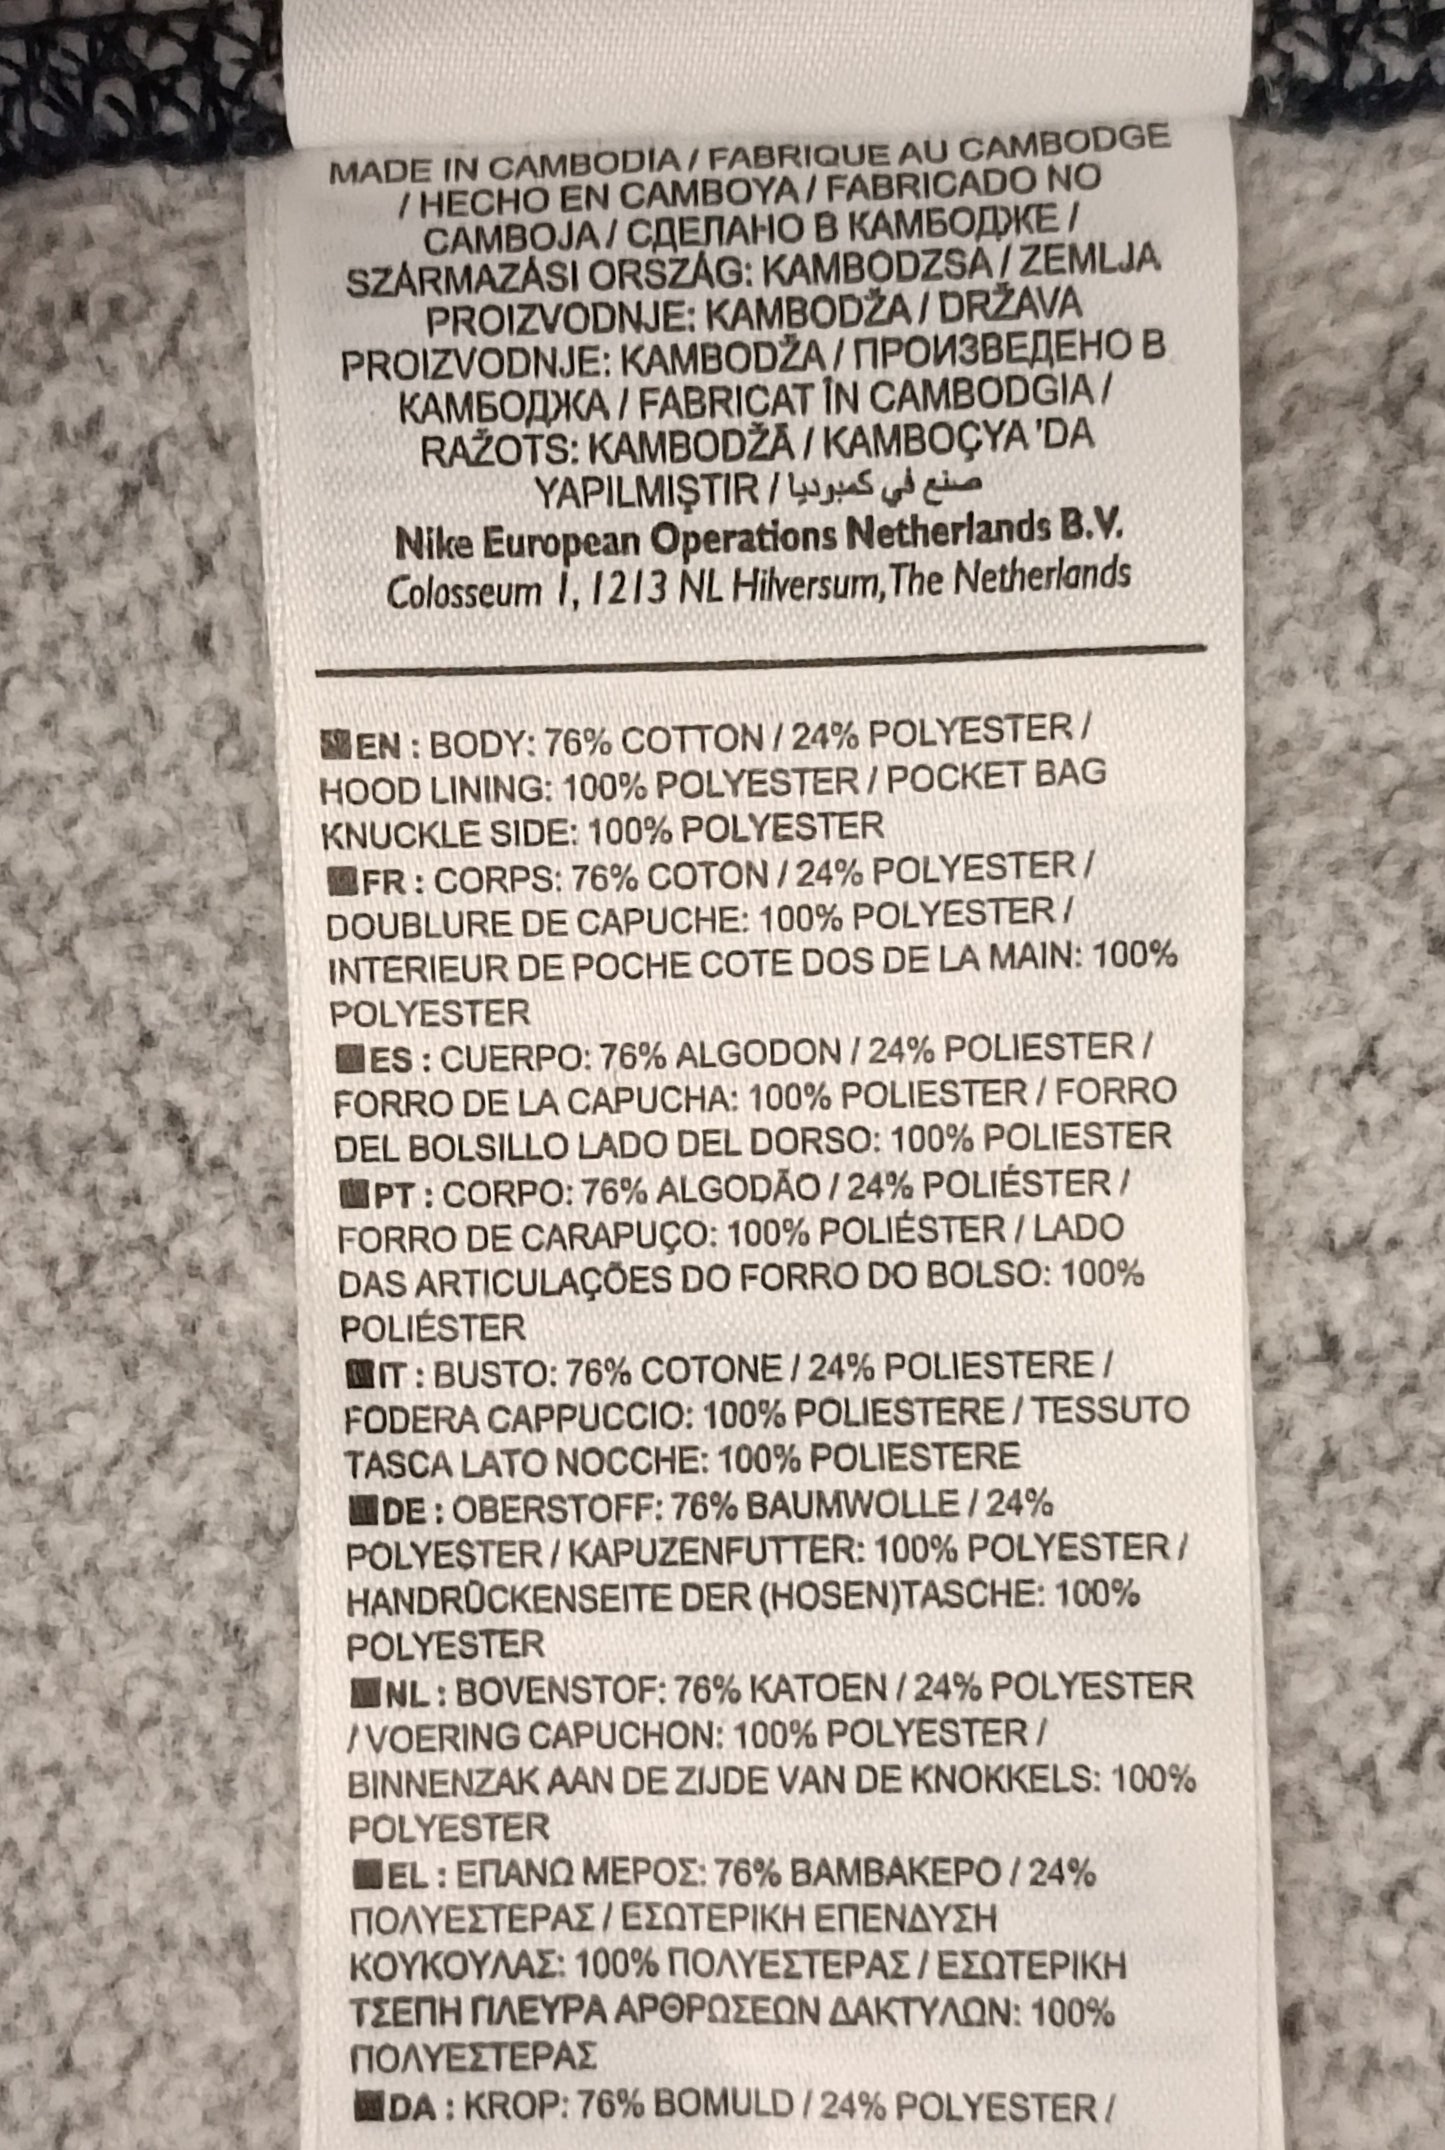 MADE IN CAMBODIA / FABRIQUE AU CAMBODGE
/ HECHO EN CAMBOYA / FABRICADO NO
CAMBOJA / СДЕЛАНО В КАМБОДЖЕ /
SZÁRMAZÁSI ORSZÁG: KAMBODZSA / ZEMLJA
PROIZVODNJE: KAMBODŽA / DRŽAVA
PROIZVODNJE: KAMBODŽA / ПРОИЗВЕДЕНО В
КАМБОДЖА / FABRICAT ÎN CAMBODGIA /
RAŽOTS: KAMBODŽĀ / KAMBOÇYA 'DA
YAPILMIŞTIR / صنع في كمبوديا
Nike European Operations Netherlands B.V.
Colosseum 1, 1213 NL Hilversum, The Netherlands
EN : BODY: 76% COTTON / 24% POLYESTER /
HOOD LINING: 100% POLYESTER / POCKET BAG
KNUCKLE SIDE: 100% POLYESTER
FR : CORPS: 76% COTON / 24% POLYESTER /
DOUBLURE DE CAPUCHE: 100% POLYESTER /
INTERIEUR DE POCHE COTE DOS DE LA MAIN: 100%
POLYESTER
ES : CUERPO: 76% ALGODON / 24% POLIESTER /
FORRO DE LA CAPUCHA: 100% POLIESTER / FORRO
DEL BOLSILLO LADO DEL DORSO: 100% POLIESTER
PT : CORPO: 76% ALGODÃO / 24% POLIÉSTER /
FORRO DE CARAPUÇO: 100% POLIÉSTER / LADO
DAS ARTICULAÇÕES DO FORRO DO BOLSO: 100%
POLIÉSTER
IT : BUSTO: 76% COTONE / 24% POLIESTERE /
FODERA CAPPUCCIO: 100% POLIESTERE / TESSUTO
TASCA LATO NOCCHE: 100% POLIESTERE
DE : OBERSTOFF: 76% BAUMWOLLE / 24%
POLYESTER / KAPUZENFUTTER: 100% POLYESTER /
HANDRÜCKENSEITE DER (HOSEN)TASCHE: 100%
POLYESTER
NL : BOVENSTOF: 76% KATOEN / 24% POLYESTER
/ VOERING CAPUCHON: 100% POLYESTER /
BINNENZAK AAN DE ZIJDE VAN DE KNOKKELS: 100%
POLYESTER
EL : ΕΠΑΝΩ ΜΕΡΟΣ: 76% ΒΑΜΒΑΚΕΡΟ / 24%
ΠΟΛΥΕΣΤΕΡΑΣ / ΕΣΩΤΕΡΙΚΗ ΕΠΕΝΔΥΣΗ
ΚΟΥΚΟΥΛΑΣ: 100% ΠΟΛΥΕΣΤΕΡΑΣ / ΕΣΩΤΕΡΙΚΗ
ΤΣΕΠΗ ΠΛΕΥΡΑ ΑΡΘΡΩΣΕΩΝ ΔΑΚΤΥΛΩΝ: 100%
ΠΟΛΥΕΣΤΕΡΑΣ
DA : KROP: 76% BOMULD / 24% POLYESTER /